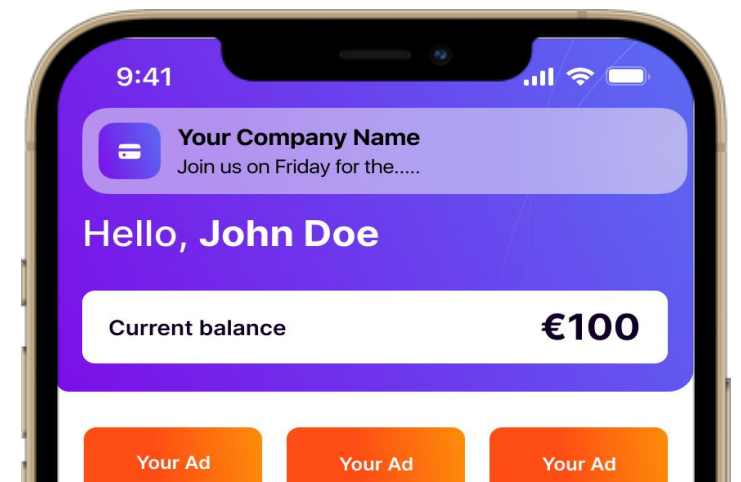 9:41
Your Company Name
Join us on Friday for the.....
Hello, John Doe
Current balance €100
Your Ad Your Ad Your Ad